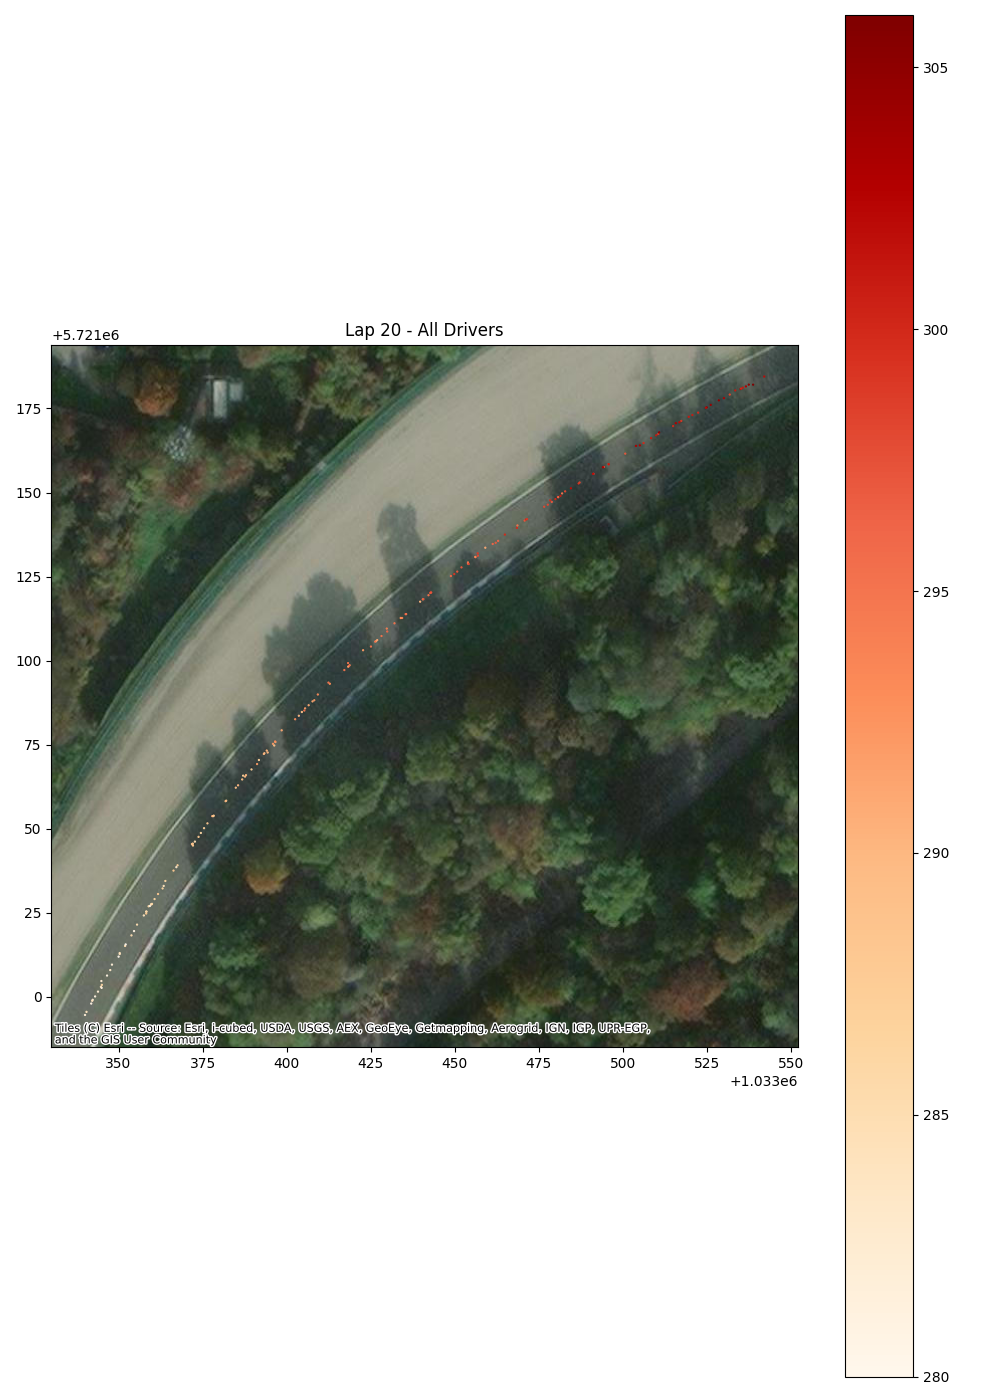 Lap 20 - All Drivers
+5.721e6
175
150
125
100
75
50
25
0
Tiles (C) Esri -- Source: Esri, i-cubed, USDA, USGS, AEX, GeoEye, Getmapping, Aerogrid, IGN, IGP, UPR-EGP,
and the GIS User Community
350 375 400 425 450 475 500 525 550
+1.033e6
305
300
295
290
285
280